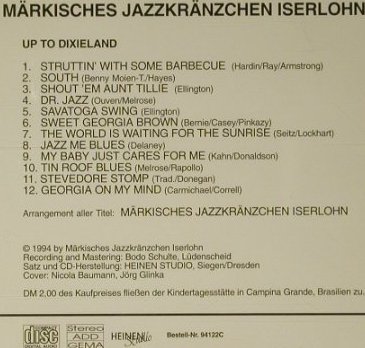 MÄRKISCHES JAZZKRÄNZCHEN ISERLOHN
UP TO DIXIELAND
1. STRUTTIN' WITH SOME BARBECUE (Hardin/Ray/Armstrong)
2. SOUTH (Benny Moien-T./Hayes)
3. SHOUT 'EM AUNT TILLIE (Ellington)
4. DR. JAZZ (Ouven/Melrose)
5. SAVATOGA SWING (Ellington)
6. SWEET GEORGIA BROWN (Bernie/Casey/Pinkazy)
7. THE WORLD IS WAITING FOR THE SUNRISE (Seitz/Lockhart)
8. JAZZ ME BLUES (Delaney)
9. MY BABY JUST CARES FOR ME (Kahn/Donaldson)
10. TIN ROOF BLUES (Melrose/Rapollo)
11. STEVEDORE STOMP (Trad./Donegan)
12. GEORGIA ON MY MIND (Carmichael/Correll)
Arrangement aller Titel: MÄRKISCHES JAZZKRÄNZCHEN ISERLOHN
© 1994 by Märkisches Jazzkränzchen Iserlohn
Recording and Mastering: Bodo Schulte, Lüdenscheid
Satz und CD-Herstellung: HEINEN STUDIO, Siegen/Dresden
Cover: Nicola Baumann, Jörg Glinka
DM 2,00 des Kaufpreises fließen der Kindertagesstätte in Campina Grande, Brasilien zu.
COMPACT disc DIGITAL AUDIO
Stereo ADD GEMA
HEINEN Studio
Bestell-Nr. 94122C